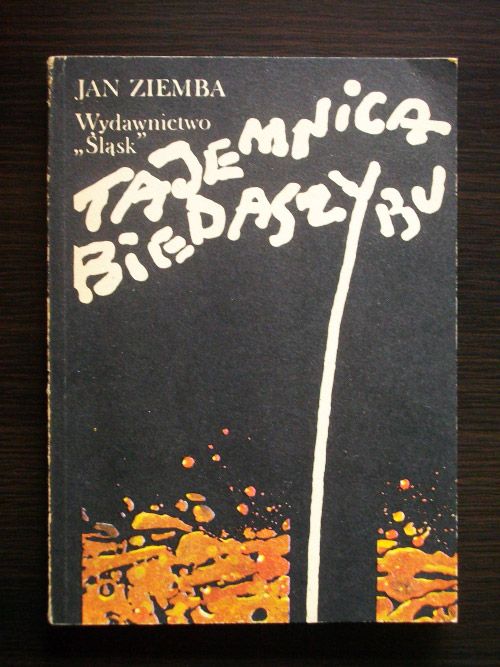 JAN ZIEMBA
Wydawnictwo
„Śląsk”
TAJEMNICA
BIEDASZYBU